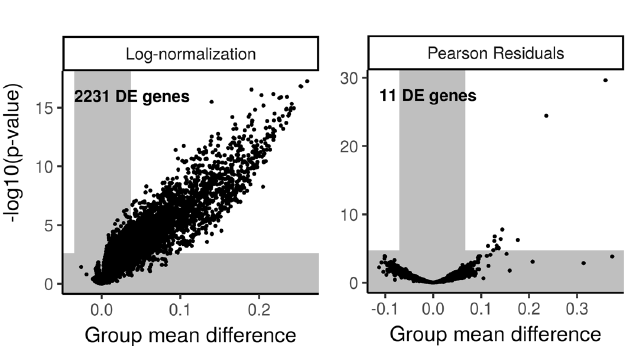 Log-normalization
Pearson Residuals
-log10(p-value)
2231 DE genes
15
10
5
0
0.0
0.1
0.2
Group mean difference
11 DE genes
30
20
10
0
-0.1
0.0
0.1
0.2
0.3
Group mean difference